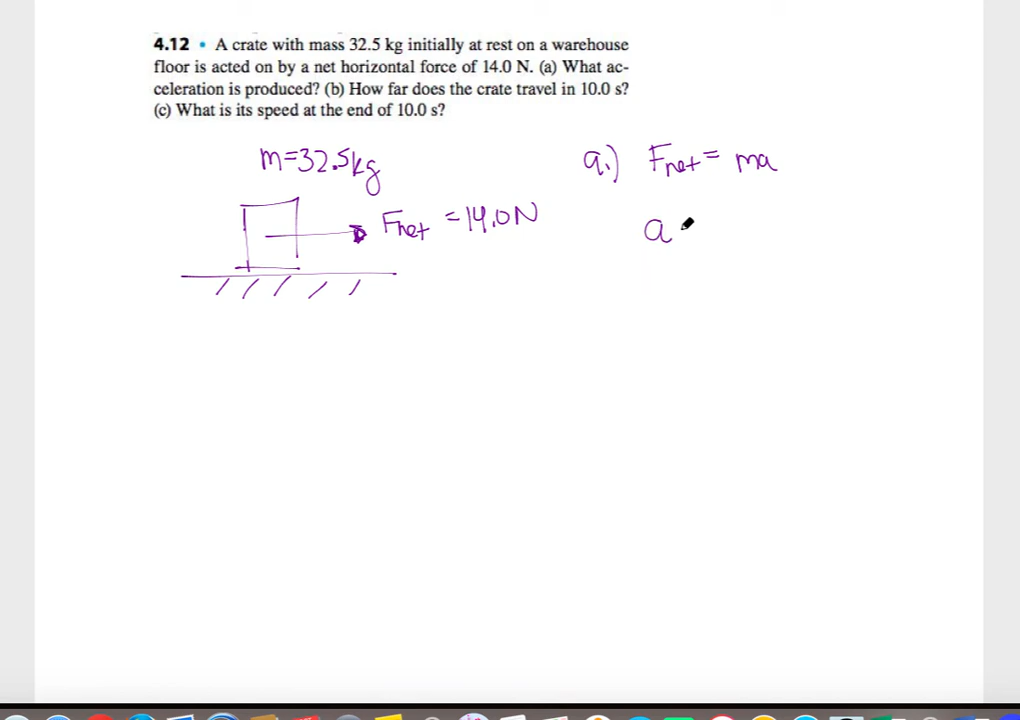 4.12 • A crate with mass 32.5 kg initially at rest on a warehouse
floor is acted on by a net horizontal force of 14.0 N. (a) What ac-
celeration is produced? (b) How far does the crate travel in 10.0 s?
(c) What is its speed at the end of 10.0 s?
m=32.5kg
Fnet = 14.0N
a.) Fnet = ma
a